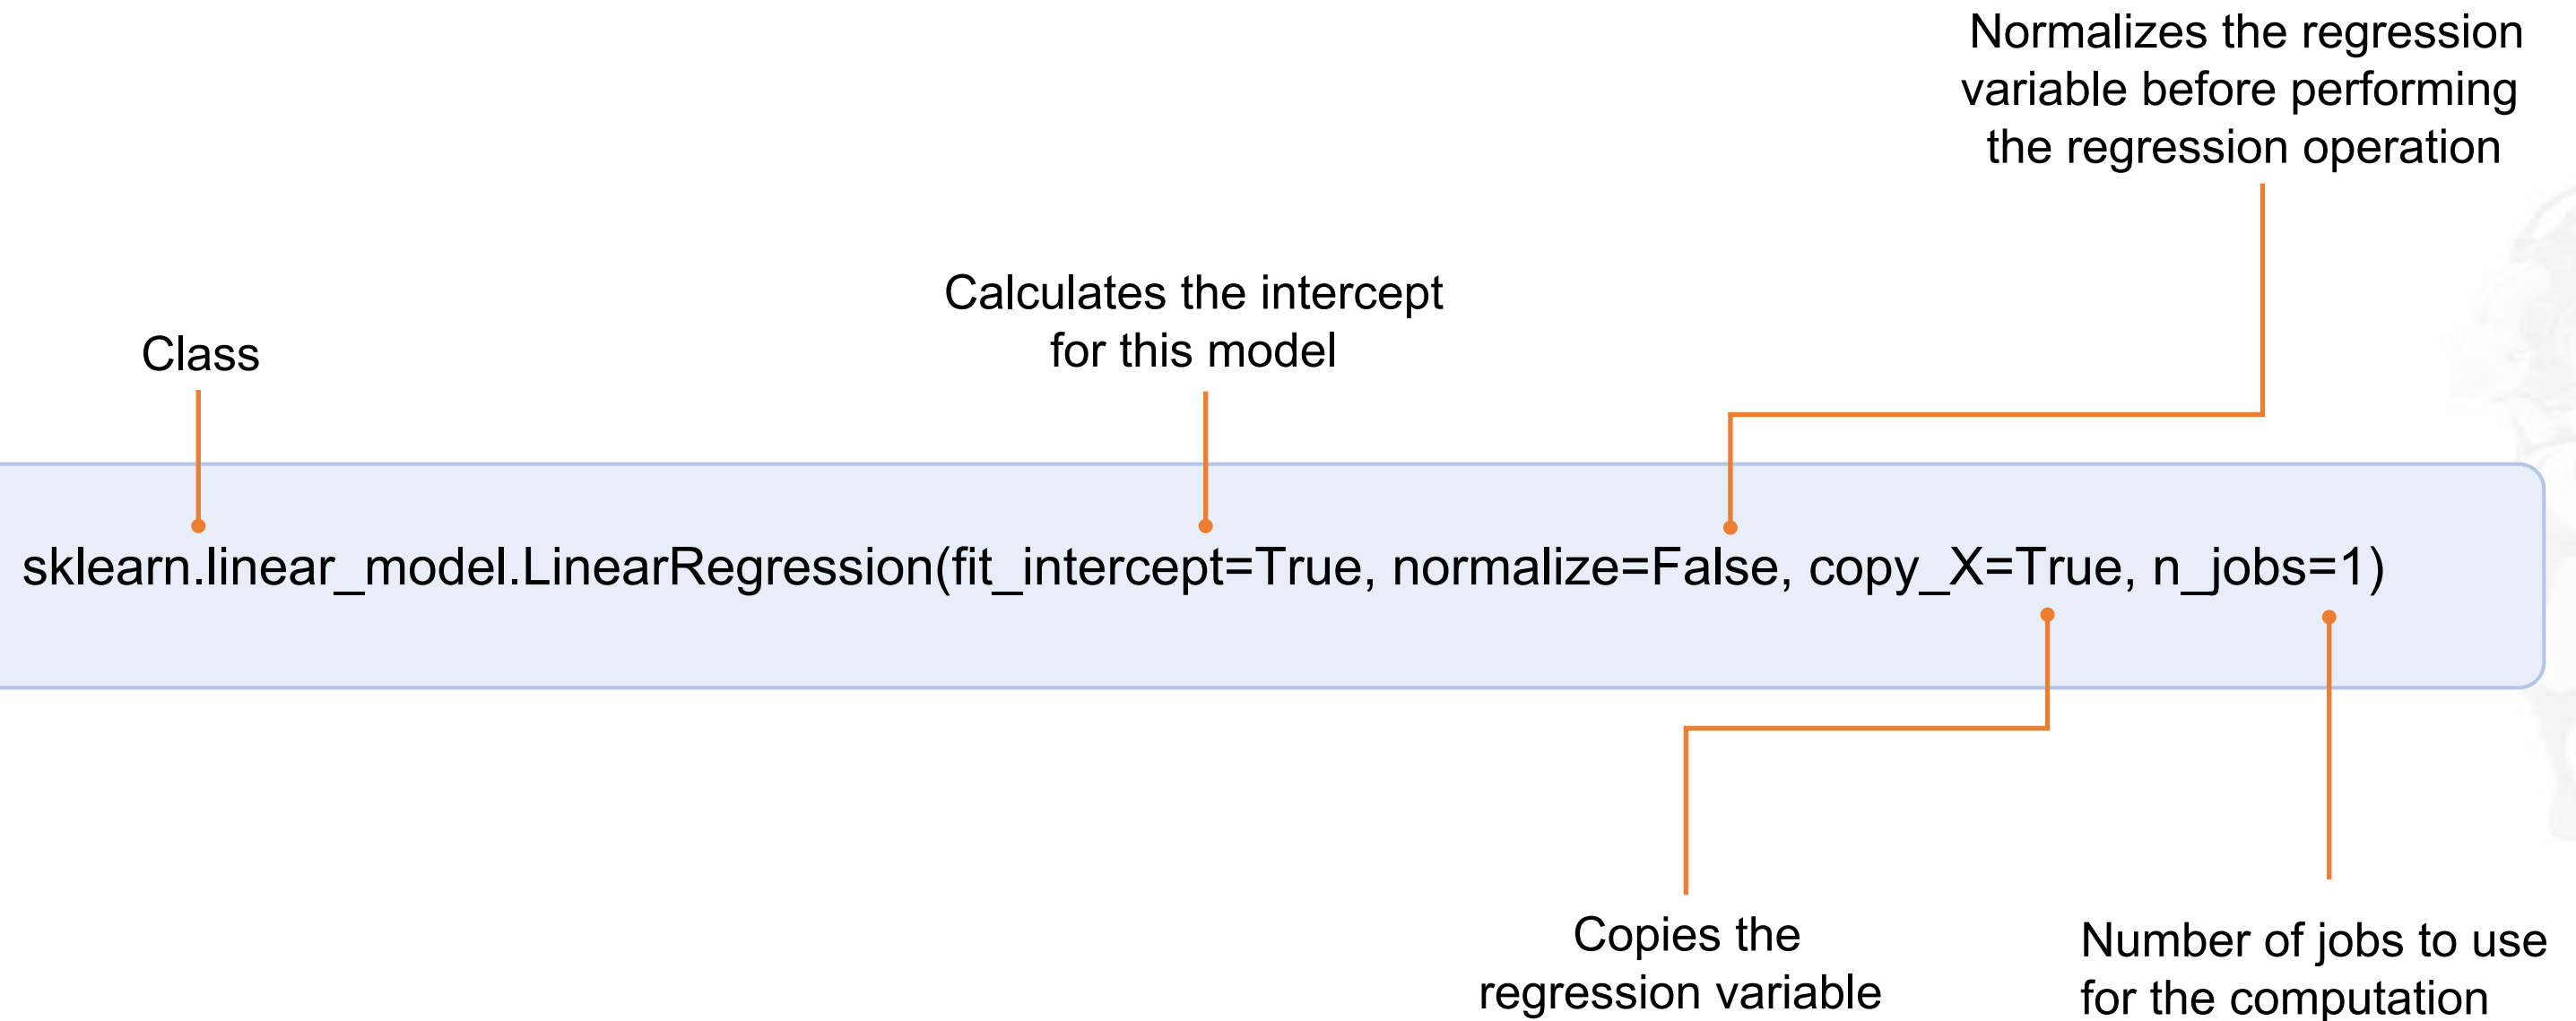 Normalizes the regression
variable before performing
the regression operation
Calculates the intercept
for this model
Class
sklearn.linear_model.LinearRegression(fit_intercept=True, normalize=False, copy_X=True, n_jobs=1)
Copies the
regression variable
Number of jobs to use
for the computation